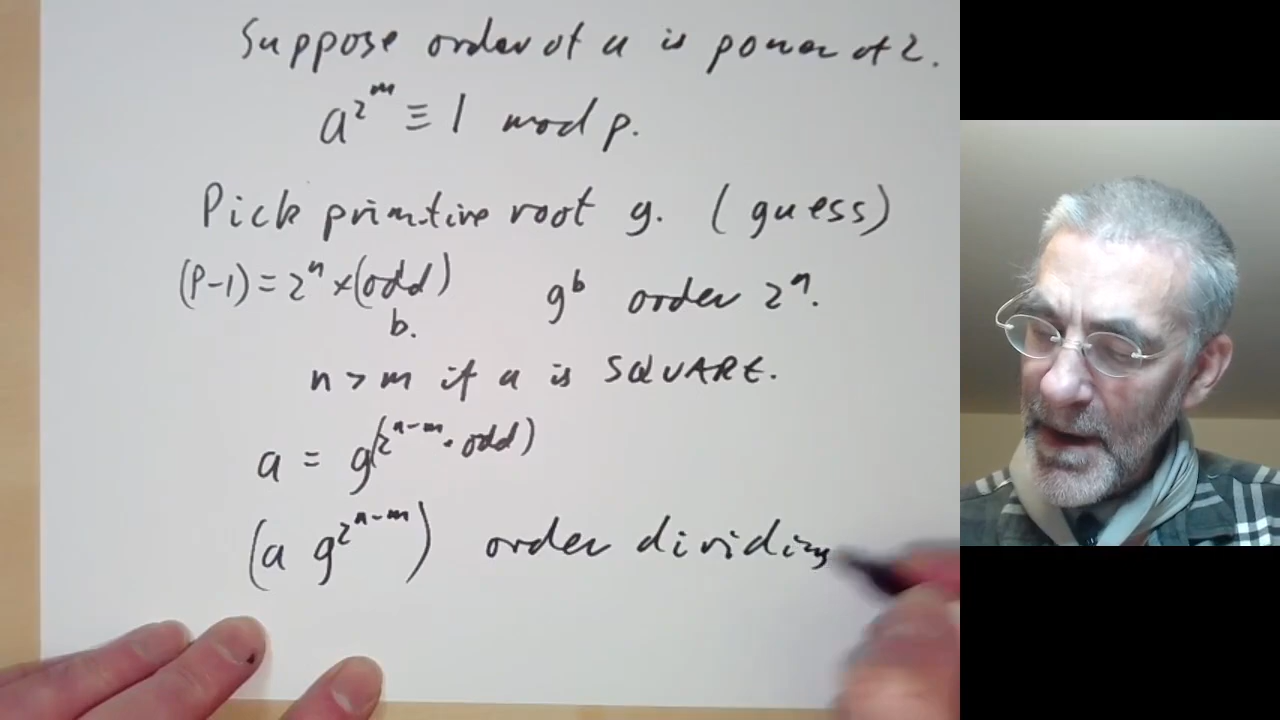 Suppose order of a is power of 2.
a^{2^m} ≡ 1 mod p.
Pick primitive root g. (guess)
(p-1) = 2^n × (odd) g^b order 2^n.
b.
n > m if a is SQUARE.
a = g^{(2^{n-m} · odd)}
(a g^{2^{n-m}}) order dividing